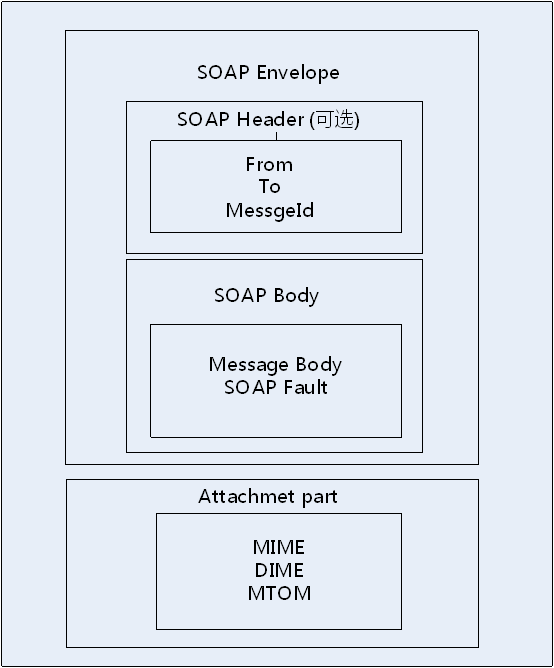 SOAP Envelope
SOAP Header (可选)
From
To
MessgeId
SOAP Body
Message Body
SOAP Fault
Attachmet part
MIME
DIME
MTOM